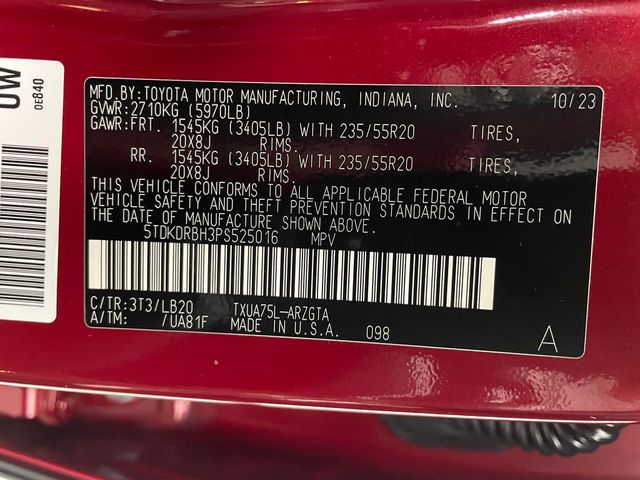 0W
0E840
MFD.BY:TOYOTA MOTOR MANUFACTURING, INDIANA, INC. 10/23
GVWR:2710KG (5970LB)
GAWR:FRT. 1545KG (3405LB) WITH 235/55R20 TIRES,
20X8J RIMS.
RR. 1545KG (3405LB) WITH 235/55R20 TIRES,
20X8J RIMS.
THIS VEHICLE CONFORMS TO ALL APPLICABLE FEDERAL MOTOR
VEHICLE SAFETY AND THEFT PREVENTION STANDARDS IN EFFECT ON
THE DATE OF MANUFACTURE SHOWN ABOVE.
5TDKDRBH3PS525016 MPV
C/TR:3T3/LB20 TXUA75L-ARZGTA
A/TM: /UA81F MADE IN U.S.A. 098
A